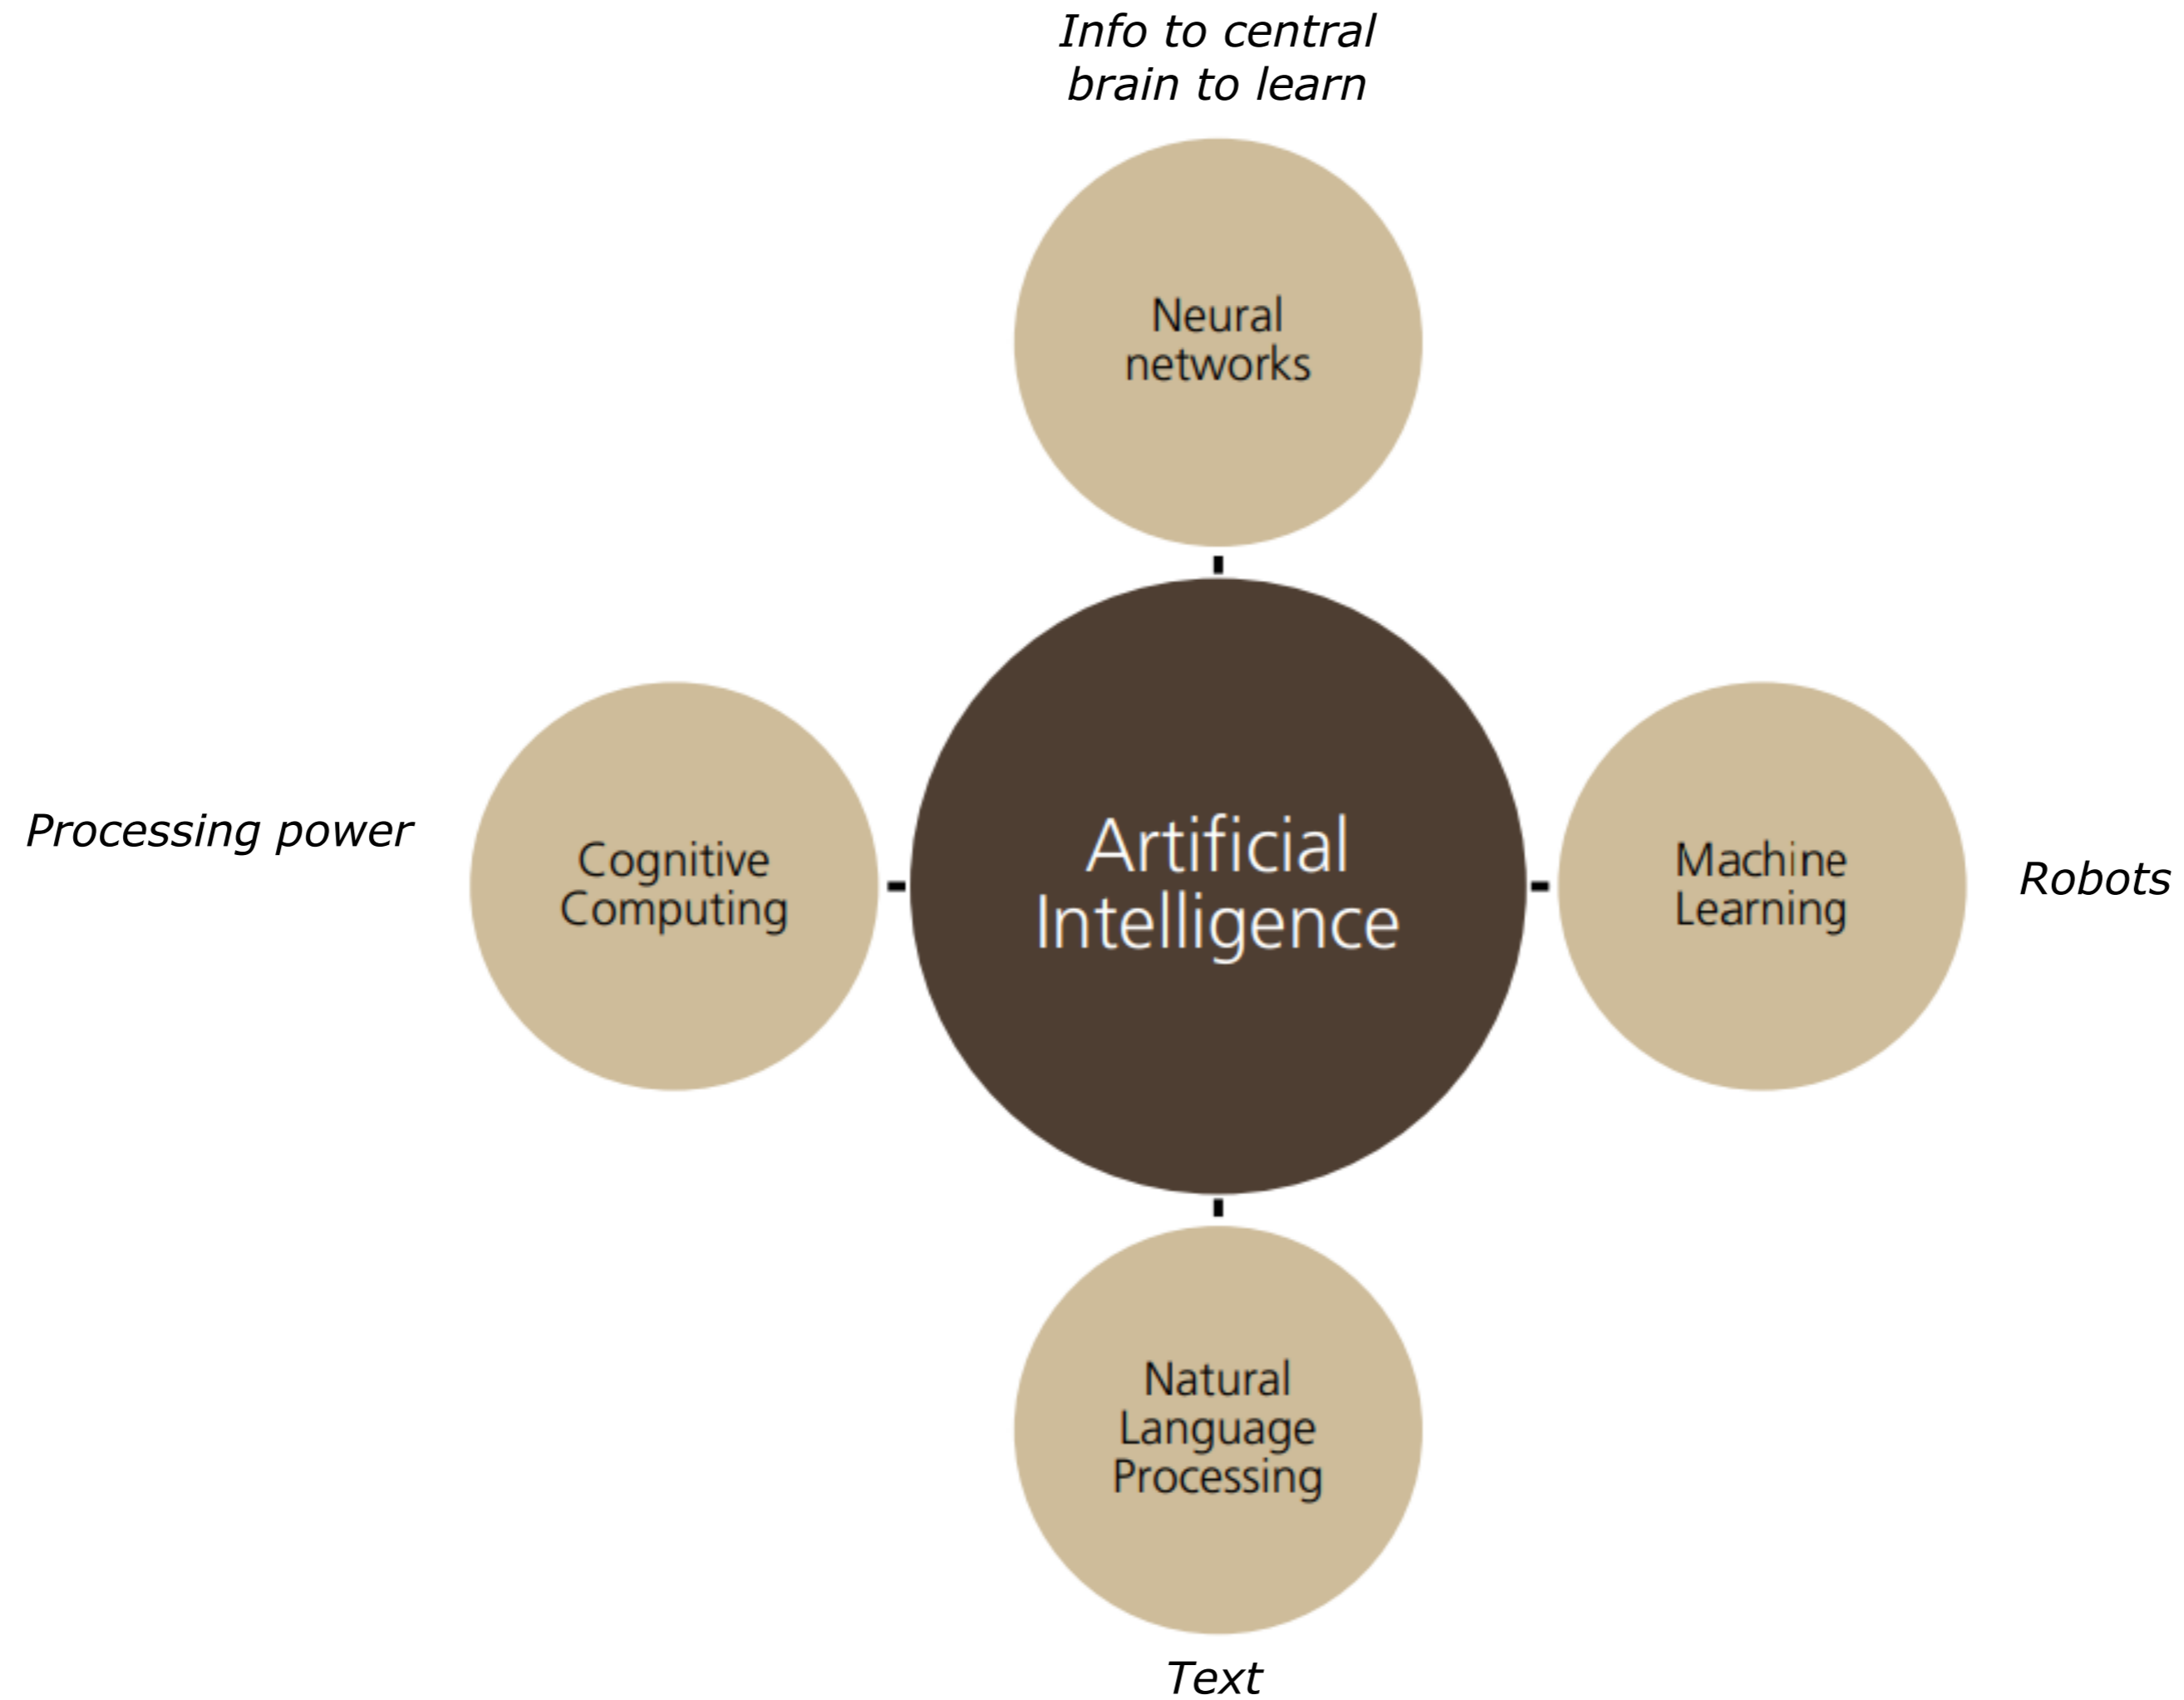 Info to central
brain to learn
Neural
networks
Processing power
Cognitive
Computing
Artificial
Intelligence
Machine
Learning
Robots
Natural
Language
Processing
Text